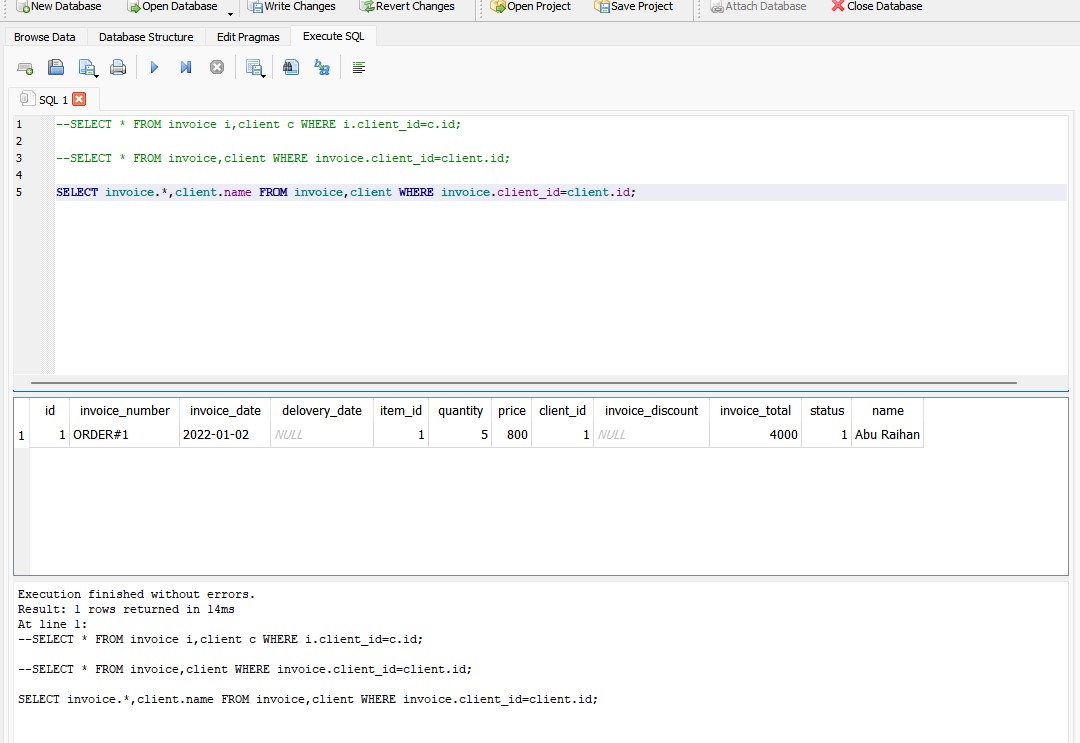 New Database Open Database Write Changes Revert Changes Open Project Save Project Attach Database Close Database
Browse Data Database Structure Edit Pragmas Execute SQL
SQL 1
1 --SELECT * FROM invoice i,client c WHERE i.client_id=c.id;
2
3 --SELECT * FROM invoice,client WHERE invoice.client_id=client.id;
4
5 SELECT invoice.*,client.name FROM invoice,client WHERE invoice.client_id=client.id;
id invoice_number invoice_date delovery_date item_id quantity price client_id invoice_discount invoice_total status name
1 1 ORDER#1 2022-01-02 NULL 1 5 800 1 NULL 4000 1 Abu Raihan
Execution finished without errors.
Result: 1 rows returned in 14ms
At line 1:
--SELECT * FROM invoice i,client c WHERE i.client_id=c.id;
--SELECT * FROM invoice,client WHERE invoice.client_id=client.id;
SELECT invoice.*,client.name FROM invoice,client WHERE invoice.client_id=client.id;